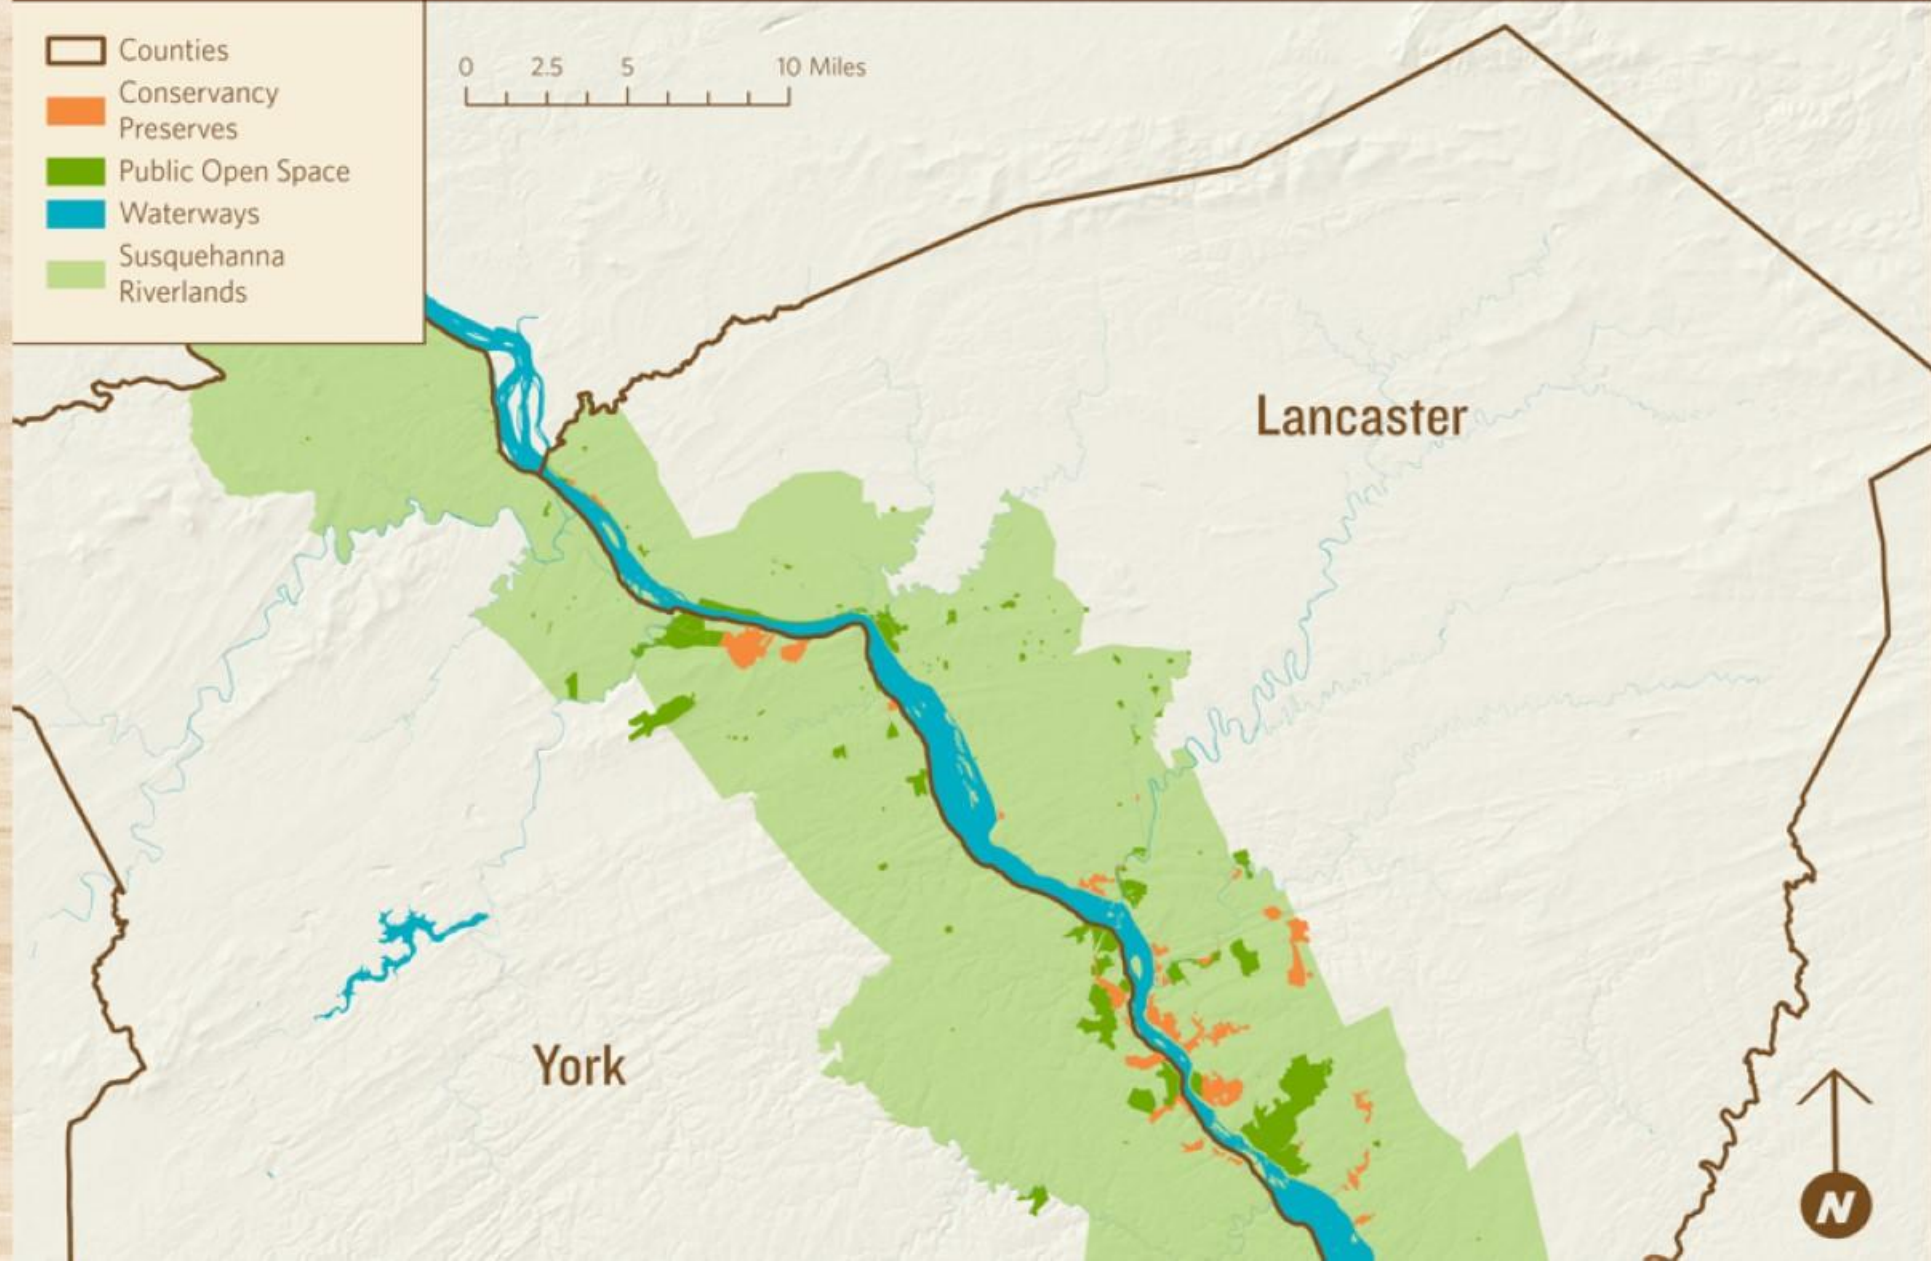 Counties
Conservancy
Preserves
Public Open Space
Waterways
Susquehanna
Riverlands
0 2.5 5 10 Miles
Lancaster
York
N